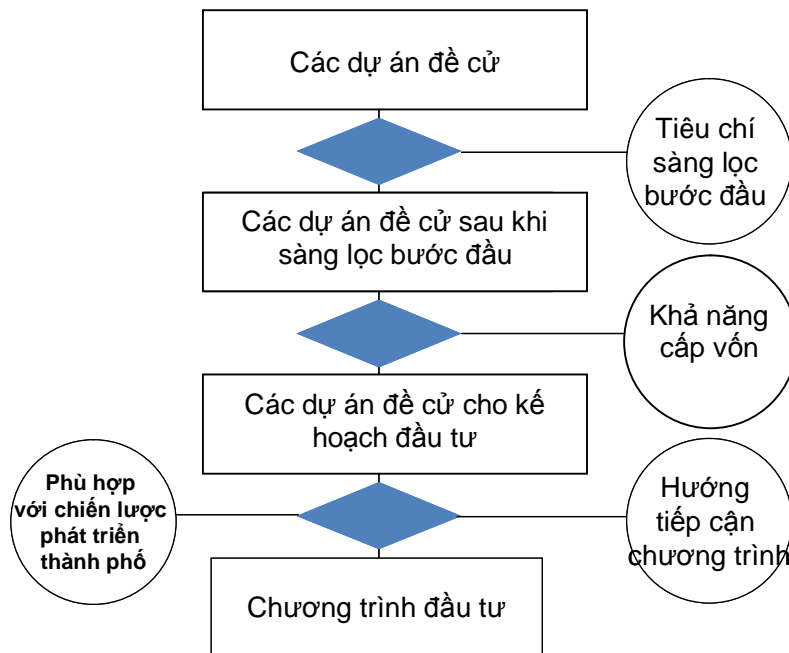 Các dự án đề cử
Tiêu chí
sàng lọc
bước đầu
Các dự án đề cử sau khi
sàng lọc bước đầu
Khả năng
cấp vốn
Các dự án đề cử cho kế
hoạch đầu tư
Phù hợp
với chiến lược
phát triển
thành phố
Hướng
tiếp cận
chương trình
Chương trình đầu tư